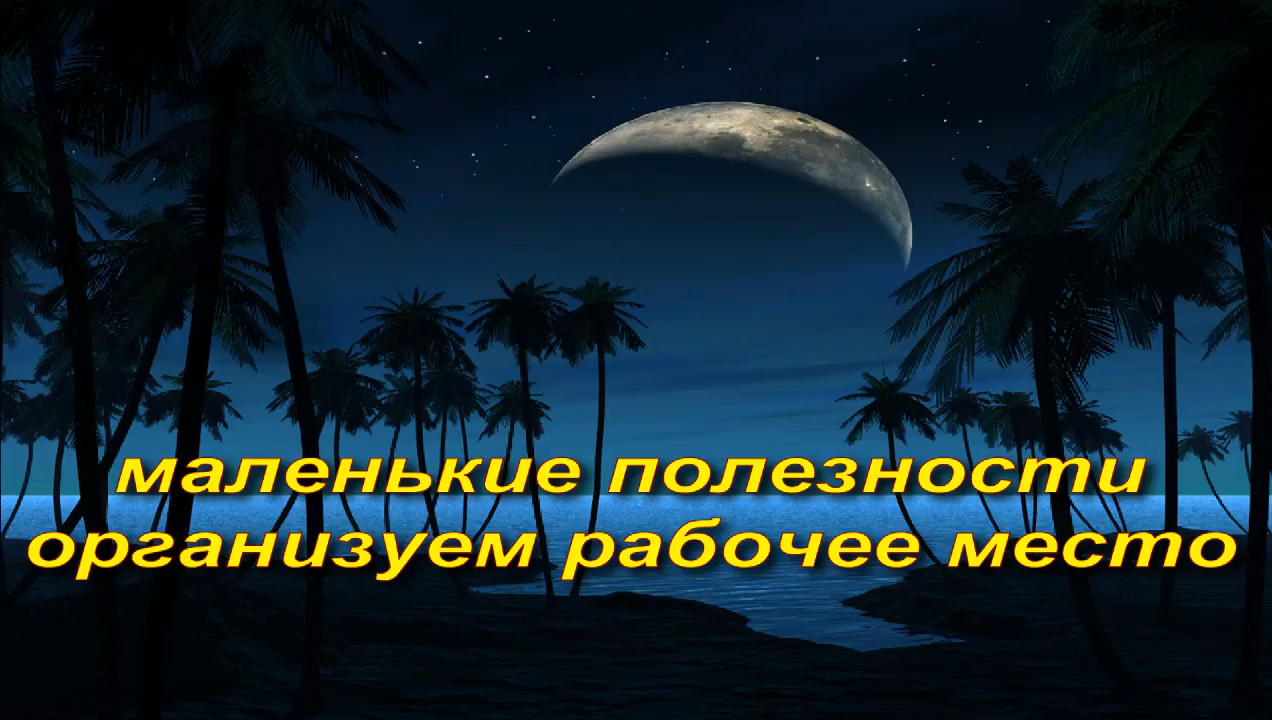 маленькие полезности
организуем рабочее место